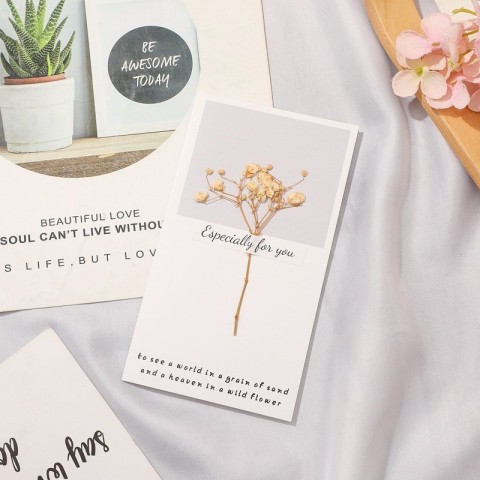 BE
AWESOME
TODAY
BEAUTIFUL LOVE
SOUL CAN'T LIVE WITHOU
S LIFE, BUT LOV
Especially for you
to see a world in a grain of sand
and a heaven in a wild flower
say